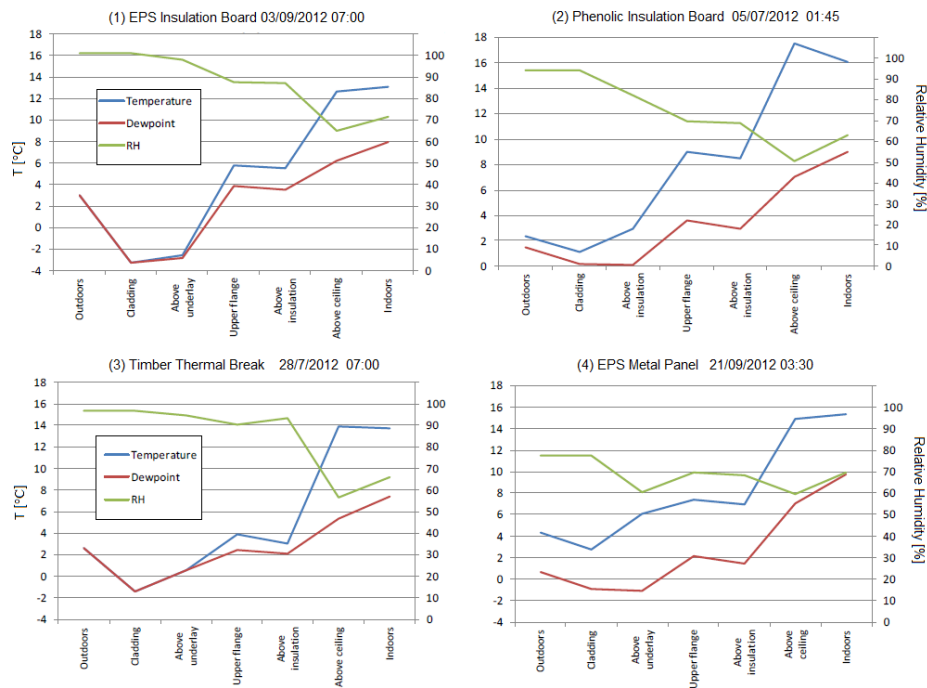 (1) EPS Insulation Board 03/09/2012 07:00
18
16
14
12
10
8
6
4
2
0
-2
-4
T [°C]
100
90
80
70
60
50
40
30
20
10
0
Temperature
Dewpoint
RH
Outdoors
Cladding
Above underlay
Upper flange
Above insulation
Above ceiling
Indoors
(2) Phenolic Insulation Board 05/07/2012 01:45
18
16
14
12
10
8
6
4
2
0
100
90
80
70
60
50
40
30
20
10
0
Relative Humidity [%]
Outdoors
Cladding
Above insulation
Upper flange
Above insulation
Above ceiling
Indoors
(3) Timber Thermal Break 28/7/2012 07:00
18
16
14
12
10
8
6
4
2
0
-2
-4
T [°C]
100
90
80
70
60
50
40
30
20
10
0
Temperature
Dewpoint
RH
Outdoors
Cladding
Above underlay
Upper flange
Above insulation
Above ceiling
Indoors
(4) EPS Metal Panel 21/09/2012 03:30
18
16
14
12
10
8
6
4
2
0
-2
-4
100
90
80
70
60
50
40
30
20
10
0
Relative Humidity [%]
Outdoors
Cladding
Above underlay
Upper flange
Above insulation
Above ceiling
Indoors